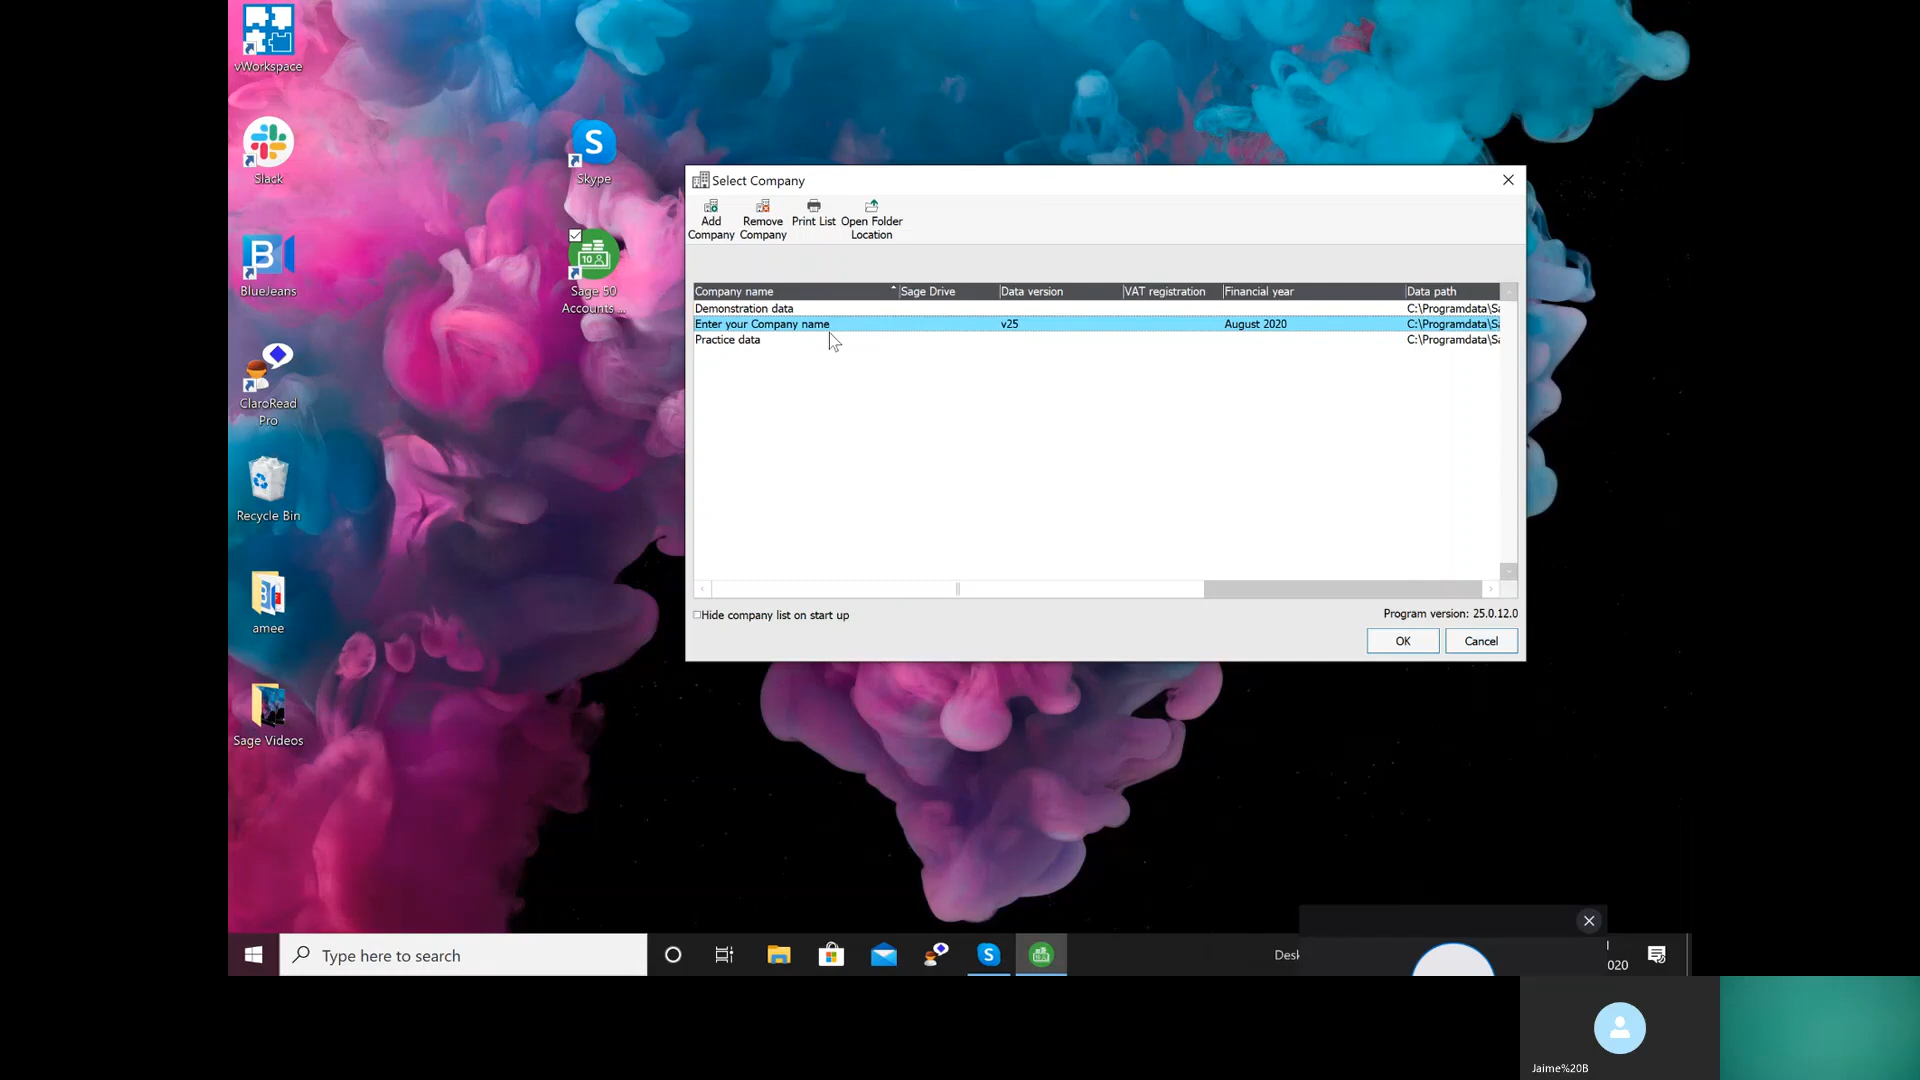 vWorkspace
Slack
Skype
BlueJeans
Sage 50
Accounts ...
ClaroRead
Pro
Recycle Bin
amee
Sage Videos
Select Company
Add
Company
Remove
Company
Print List
Open Folder
Location
Company name
Sage Drive
Data version
VAT registration
Financial year
Data path
Demonstration data
C:\Programdata\Sa
Enter your Company name
v25
August 2020
C:\Programdata\Sa
Practice data
C:\Programdata\Sa
Hide company list on start up
Program version: 25.0.12.0
OK
Cancel
Type here to search
Desk
020
Jaime%20B